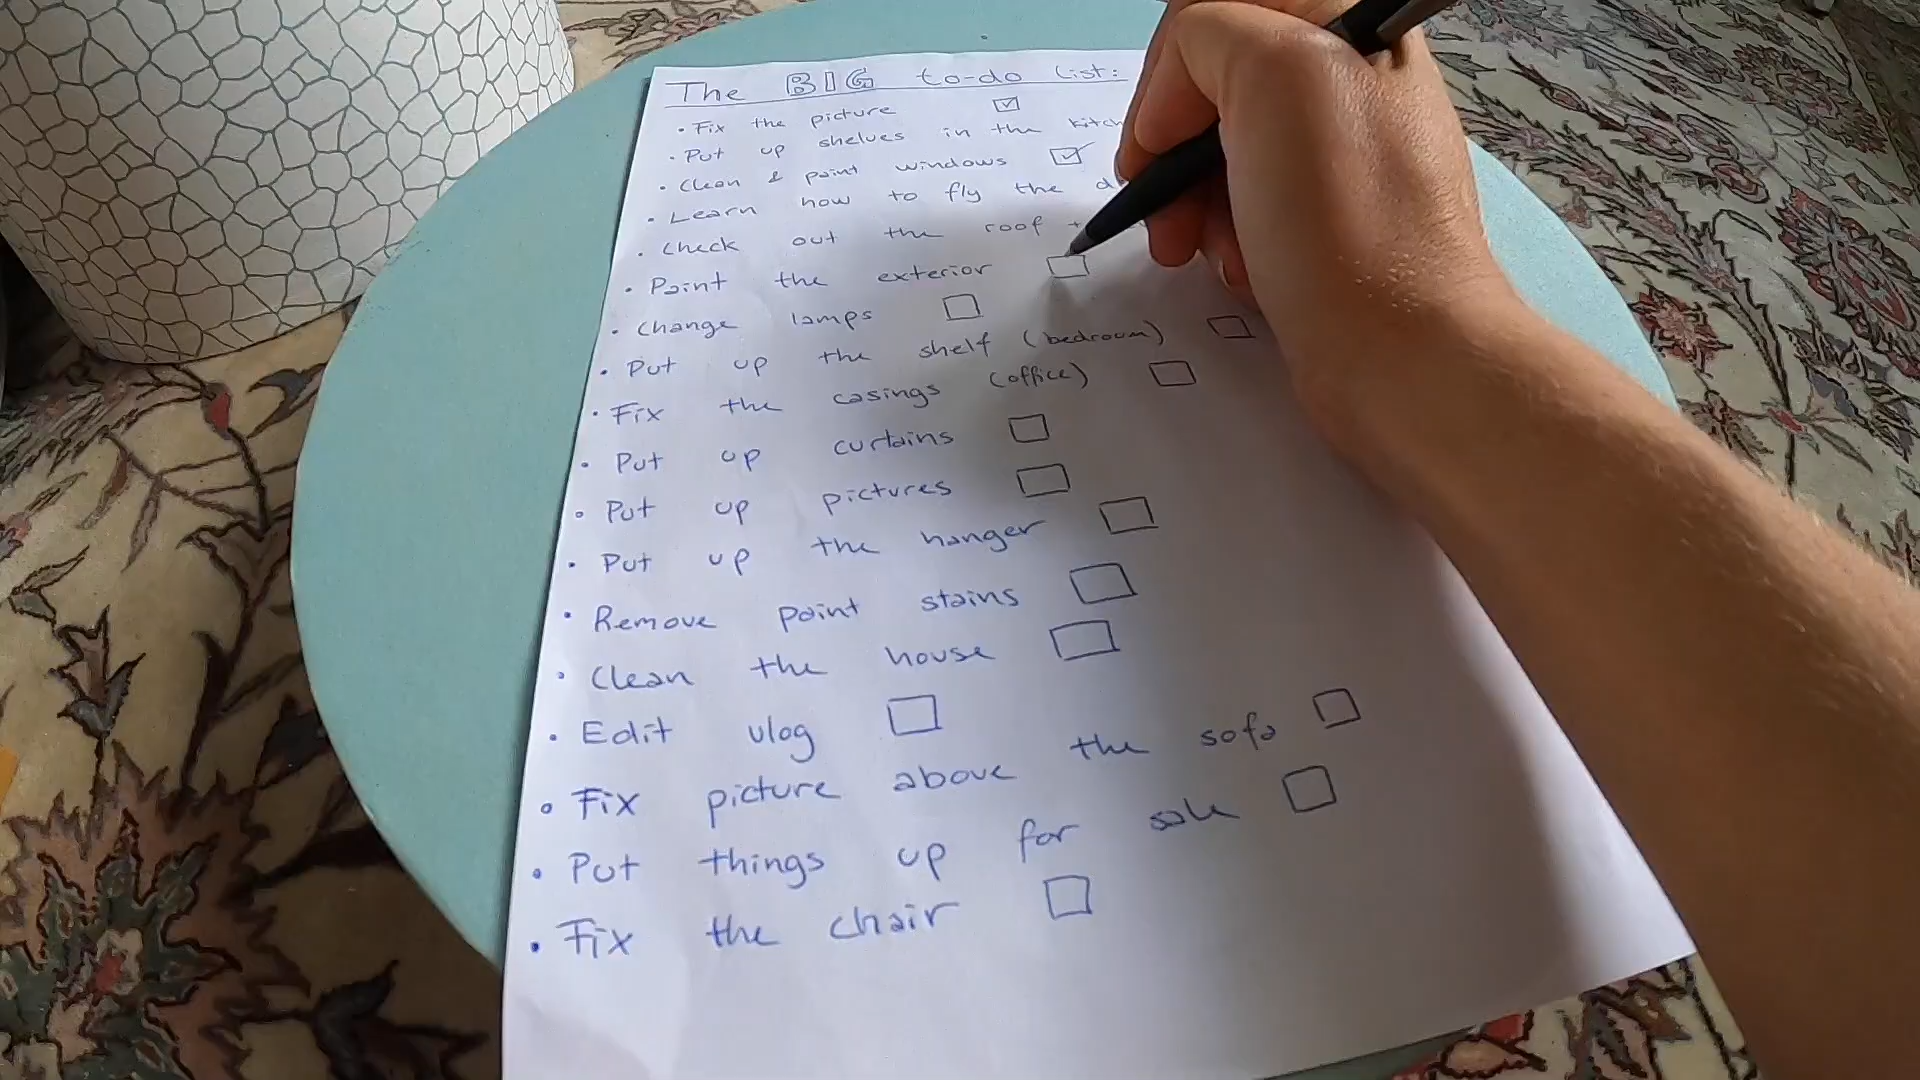 The BIG to-do list:
• Fix the picture
• Put up shelves in the
• Clean & paint windows
• Learn how to fly the
• Check out the roof
• Paint the exterior
• Change lamps
• Put up the shelf (bedroom)
• Fix the casings (office)
• Put up curtains
• Put up pictures
• Put up the hanger
• Remove paint stains
• Clean the house
• Edit vlog
• Fix picture above the sofa
• Put things up for sale
• Fix the chair